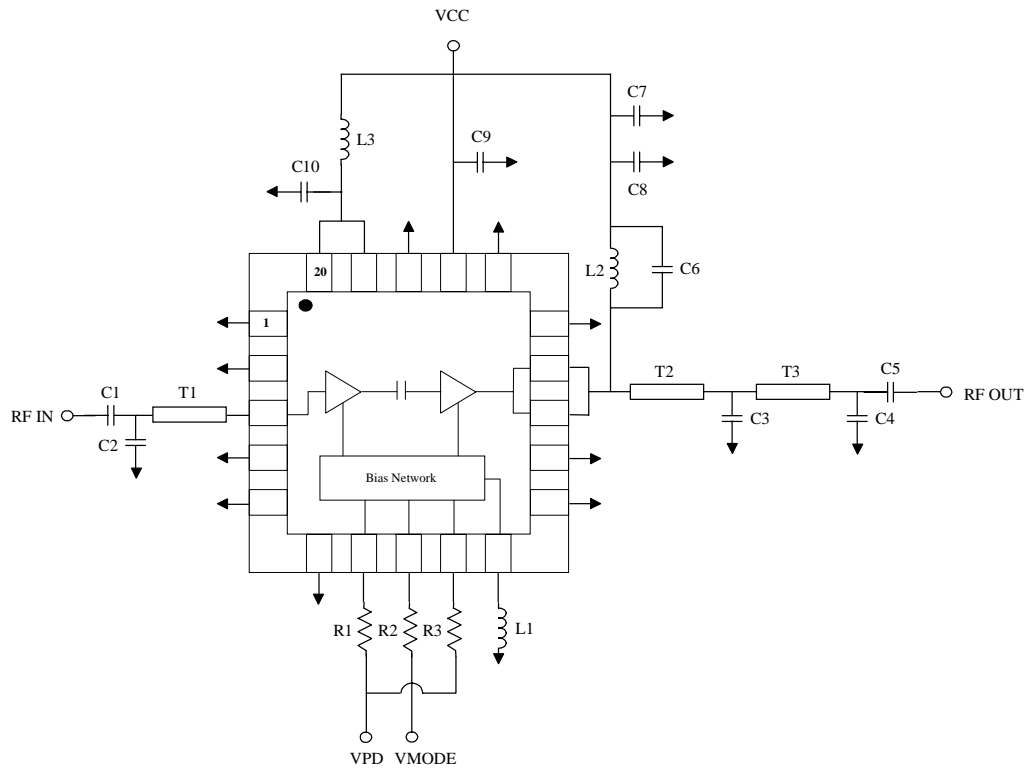 VCC
C7
L3
C9
C10
C8
20
L2
C6
1
C1
T1
T2
T3
C5
RF IN
RF OUT
C2
C3
C4
Bias Network
R1
R2
R3
L1
VPD
VMODE